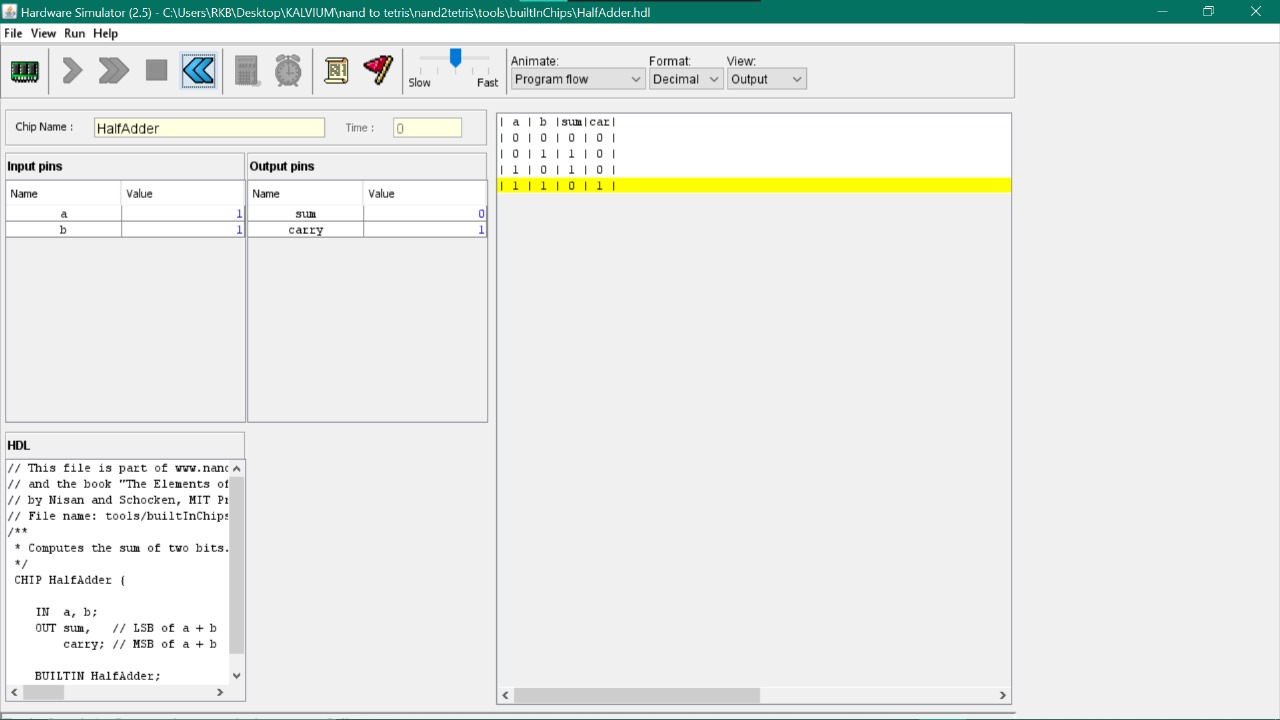 Hardware Simulator (2.5) - C:\Users\RKB\Desktop\KALVIUM\nand to tetris\nand2tetris\tools\builtInChips\HalfAdder.hdl
File View Run Help
Slow Fast
Animate: Format: View:
Program flow Decimal Output
Chip Name : HalfAdder Time : 0
Input pins
Name Value
a 1
b 1
Output pins
Name Value
sum 0
carry 1
HDL
// This file is part of www.nand
// and the book "The Elements of
// by Nisan and Schocken, MIT Pr
// File name: tools/builtInChips
/**
* Computes the sum of two bits.
*/
CHIP HalfAdder {
IN a, b;
OUT sum, // LSB of a + b
carry; // MSB of a + b
BUILTIN HalfAdder;
| a | b |sum|car|
| 0 | 0 | 0 | 0 |
| 0 | 1 | 1 | 0 |
| 1 | 0 | 1 | 0 |
| 1 | 1 | 0 | 1 |